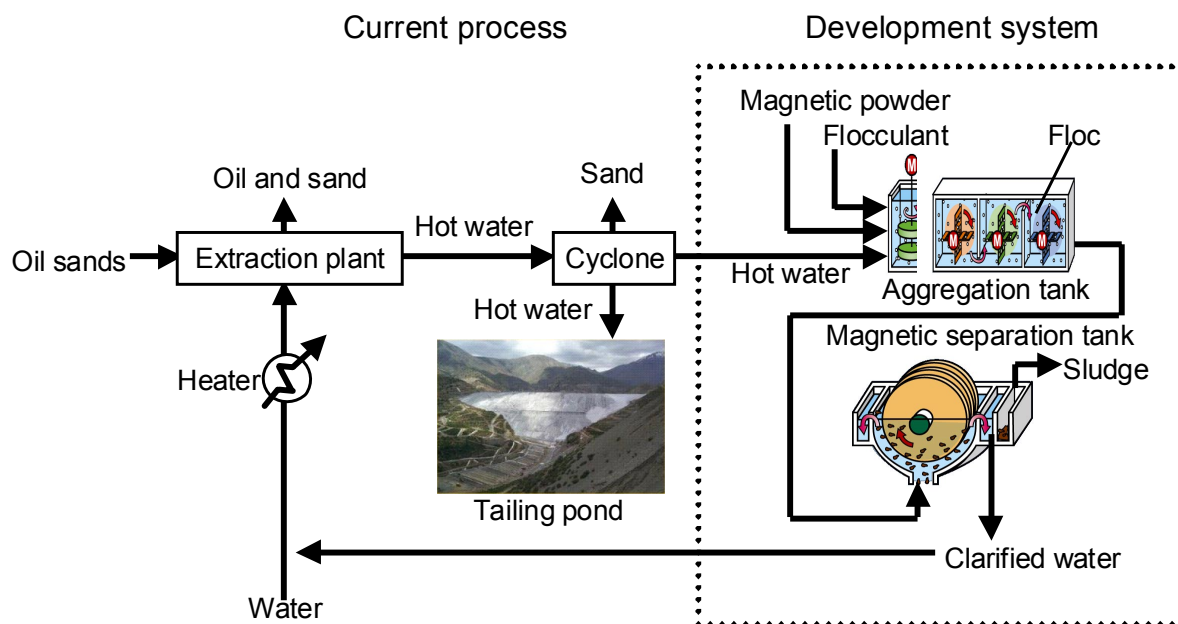 Current process
Development system
Magnetic powder
Flocculant
Floc
M
Oil and sand
Sand
Hot water
Oil sands
Extraction plant
Cyclone
Hot water
M
M
M
Aggregation tank
Hot water
Magnetic separation tank
Heater
Sludge
Tailing pond
Clarified water
Water